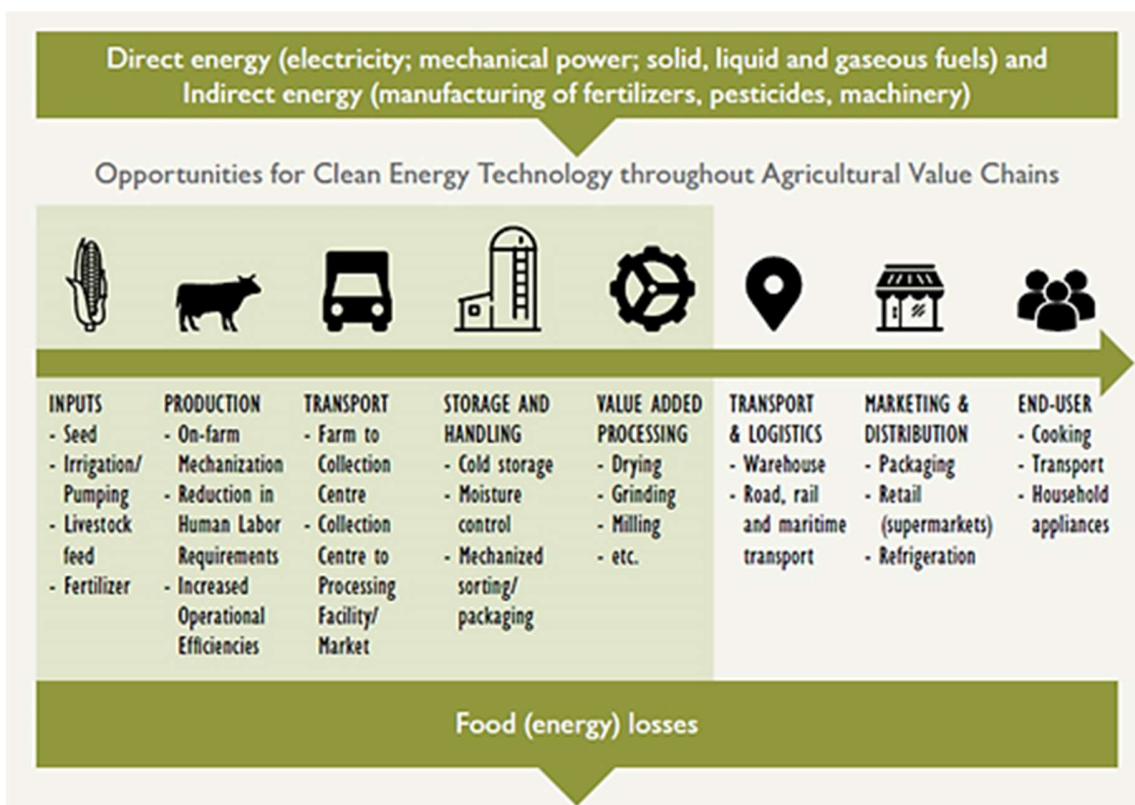 Direct energy (electricity; mechanical power; solid, liquid and gaseous fuels) and
Indirect energy (manufacturing of fertilizers, pesticides, machinery)
Opportunities for Clean Energy Technology throughout Agricultural Value Chains
INPUTS
- Seed
- Irrigation/
Pumping
- Livestock
feed
- Fertilizer
PRODUCTION
- On-farm
Mechanization
- Reduction in
Human Labor
Requirements
- Increased
Operational
Efficiencies
TRANSPORT
- Farm to
Collection
Centre
- Collection
Centre to
Processing
Facility/
Market
STORAGE AND
HANDLING
- Cold storage
- Moisture
control
- Mechanized
sorting/
packaging
VALUE ADDED
PROCESSING
- Drying
- Grinding
- Milling
- etc.
TRANSPORT
& LOGISTICS
- Warehouse
- Road, rail
and maritime
transport
MARKETING &
DISTRIBUTION
- Packaging
- Retail
(supermarkets)
- Refrigeration
END-USER
- Cooking
- Transport
- Household
appliances
Food (energy) losses